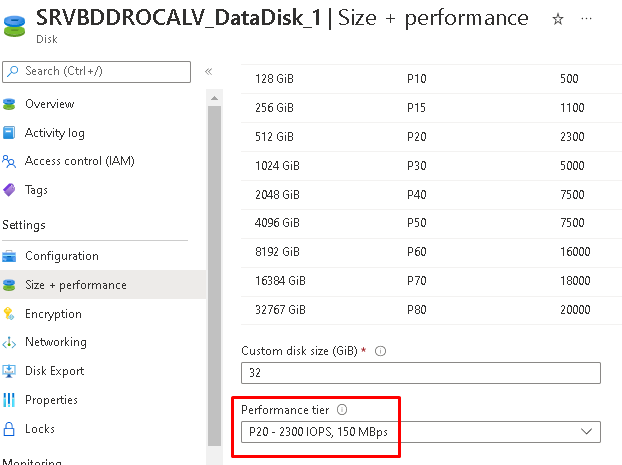 SRVBDDROCALV_DataDisk_1 | Size + performance
Disk
Search (Ctrl+/)
Overview
Activity log
Access control (IAM)
Tags
Settings
Configuration
Size + performance
Encryption
Networking
Disk Export
Properties
Locks
Monitoring
128 GiB P10 500
256 GiB P15 1100
512 GiB P20 2300
1024 GiB P30 5000
2048 GiB P40 7500
4096 GiB P50 7500
8192 GiB P60 16000
16384 GiB P70 18000
32767 GiB P80 20000
Custom disk size (GiB) *
32
Performance tier
P20 - 2300 IOPS, 150 MBps